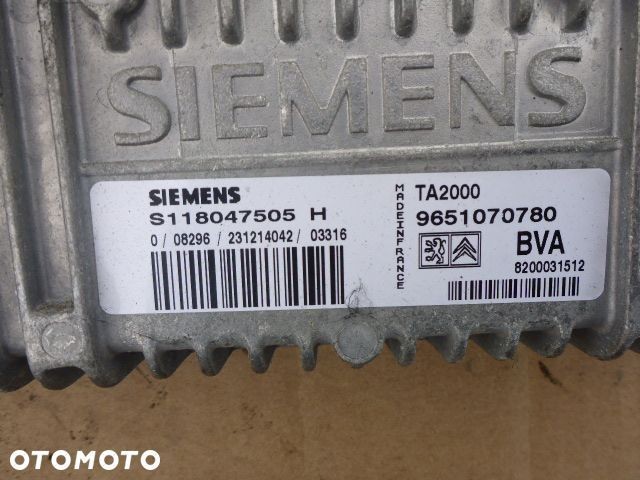 SIEMENS
SIEMENS
S118047505 H
0 / 08296 / 231214042 / 03316
MADE IN FRANCE
TA2000
9651070780
BVA
8200031512
OTOMOTO